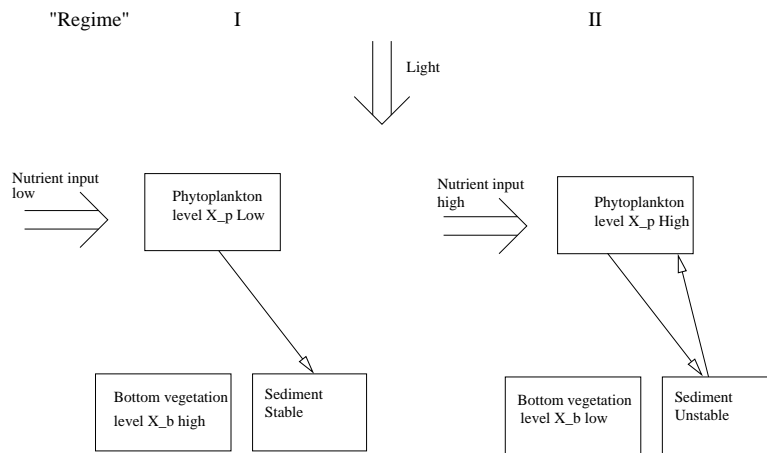 "Regime" I II
Light
Nutrient input
low
Phytoplankton
level X_p Low
Nutrient input
high
Phytoplankton
level X_p High
Bottom vegetation
level X_b high
Sediment
Stable
Bottom vegetation
level X_b low
Sediment
Unstable